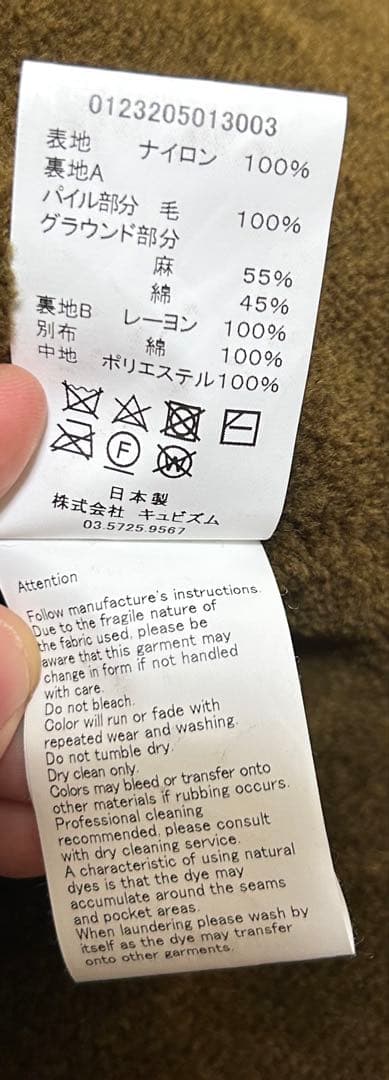 0123205013003
表地 ナイロン 100%
裏地A
パイル部分 毛 100%
グラウンド部分
麻 55%
綿 45%
裏地B レーヨン 100%
別布 綿 100%
中地 ポリエステル 100%
F
W
日本製
株式会社 キュビズム
03.5725.9567
Attention
Follow manufacture's instructions.
Due to the fragile nature of
the fabric used, please be
aware that this garment may
change in form if not handled
with care.
Do not bleach.
Color will run or fade with
repeated wear and washing.
Do not tumble dry.
Dry clean only.
Colors may bleed or transfer onto
other materials if rubbing occurs.
Professional cleaning
recommended, please consult
with dry cleaning service.
A characteristic of using natural
dyes is that the dye may
accumulate around the seams
and pocket areas.
When laundering please wash by
itself as the dye may transfer
onto other garments.